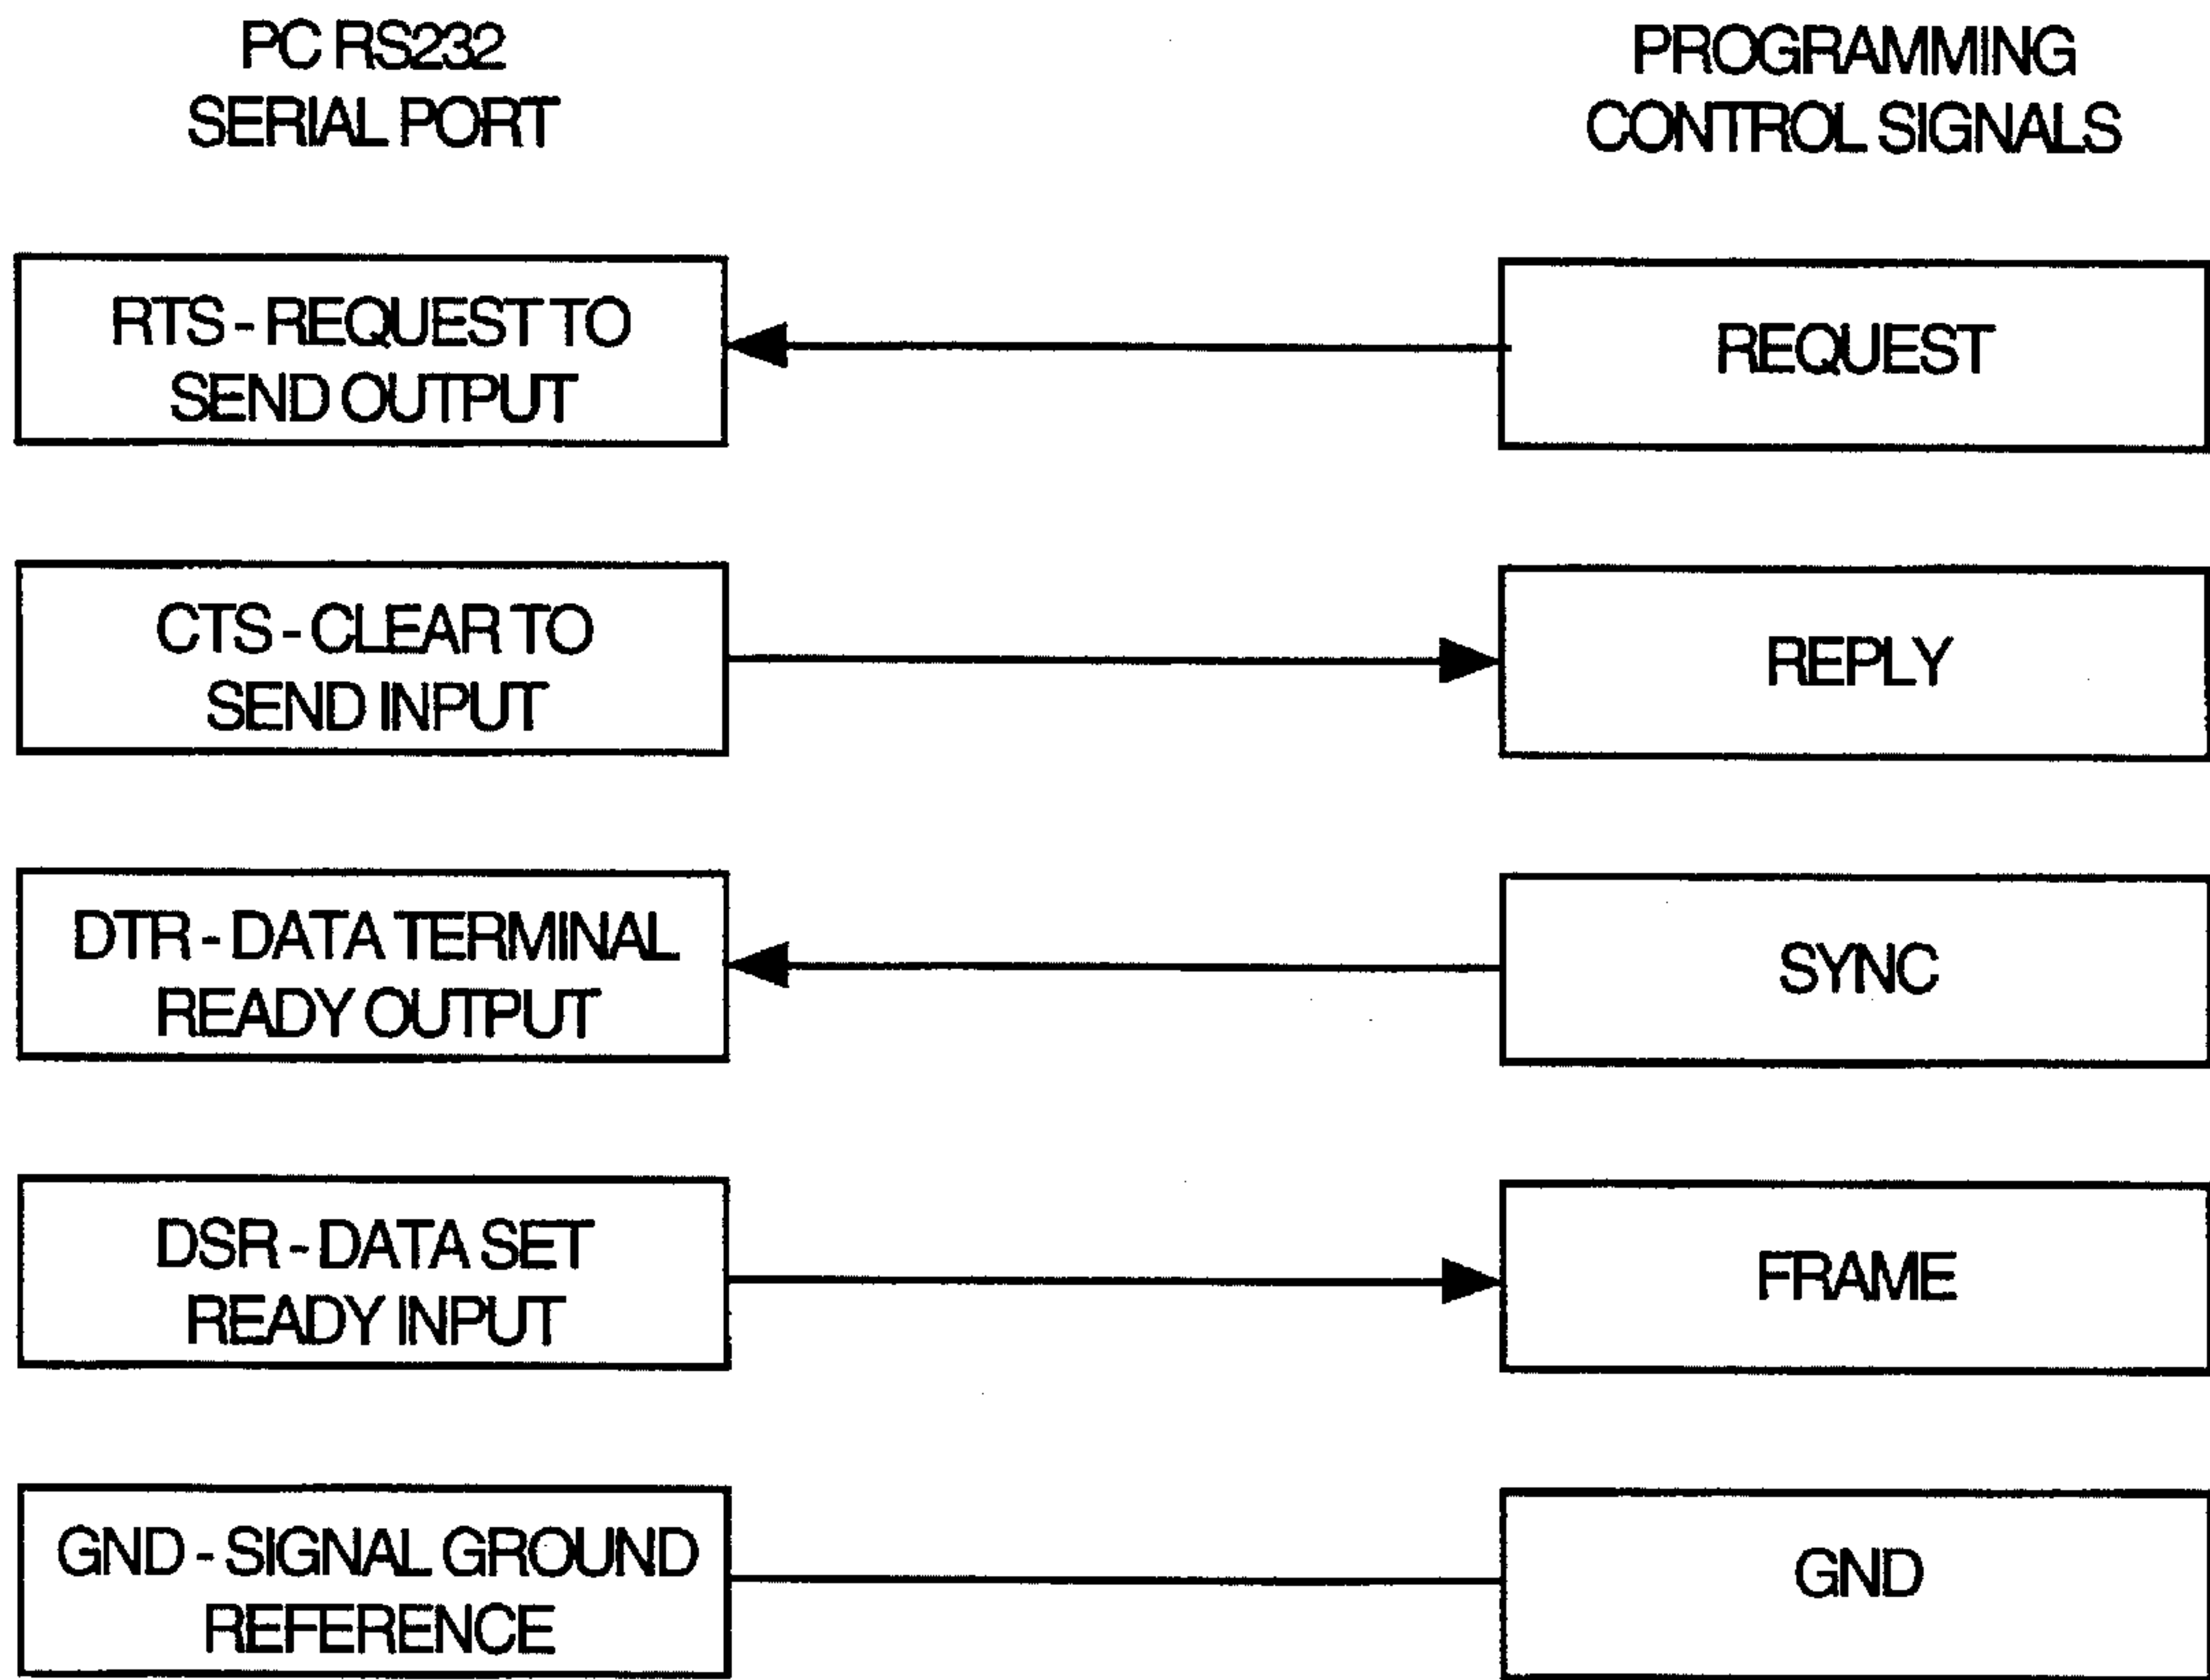 PC RS232
SERIAL PORT
PROGRAMMING
CONTROL SIGNALS
RTS - REQUEST TO
SEND OUTPUT
REQUEST
CTS - CLEAR TO
SEND INPUT
REPLY
DTR - DATA TERMINAL
READY OUTPUT
SYNC
DSR - DATA SET
READY INPUT
FRAME
GND - SIGNAL GROUND
REFERENCE
GND